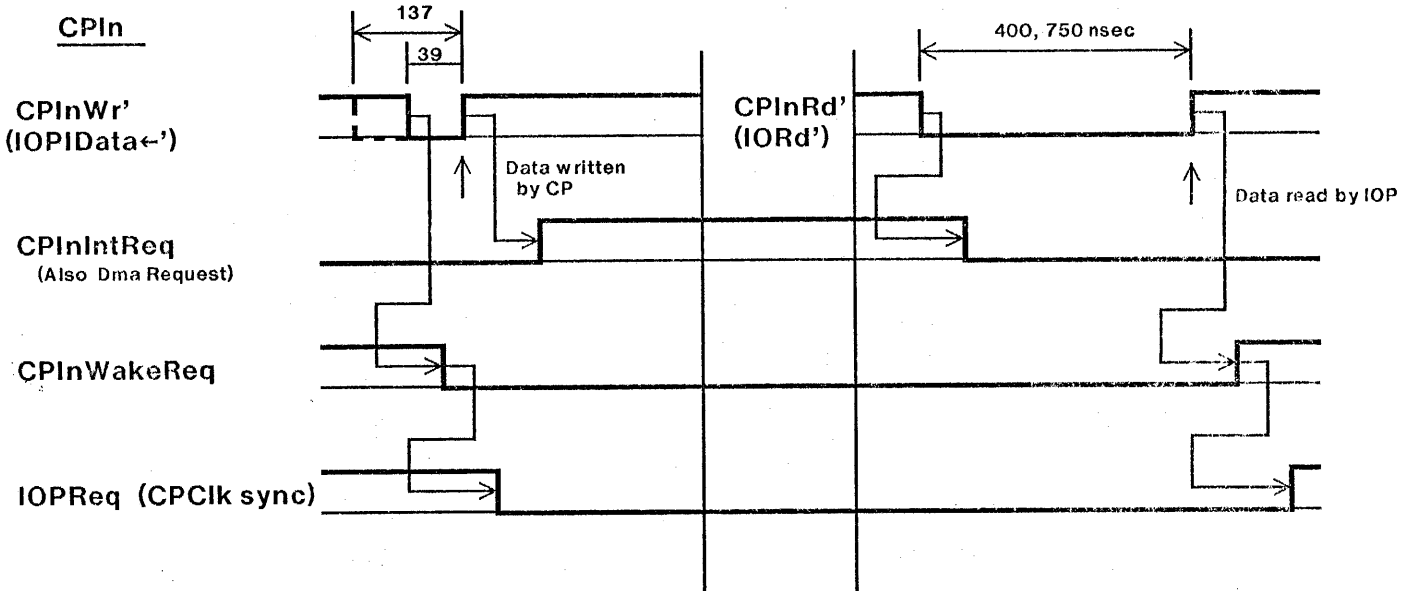 CPIn
137
39
400, 750 nsec
CPInWr'
(IOPIData←')
CPInRd'
(IORd')
Data written
by CP
Data read by IOP
CPInIntReq
(Also Dma Request)
CPInWakeReq
IOPReq (CPClk sync)